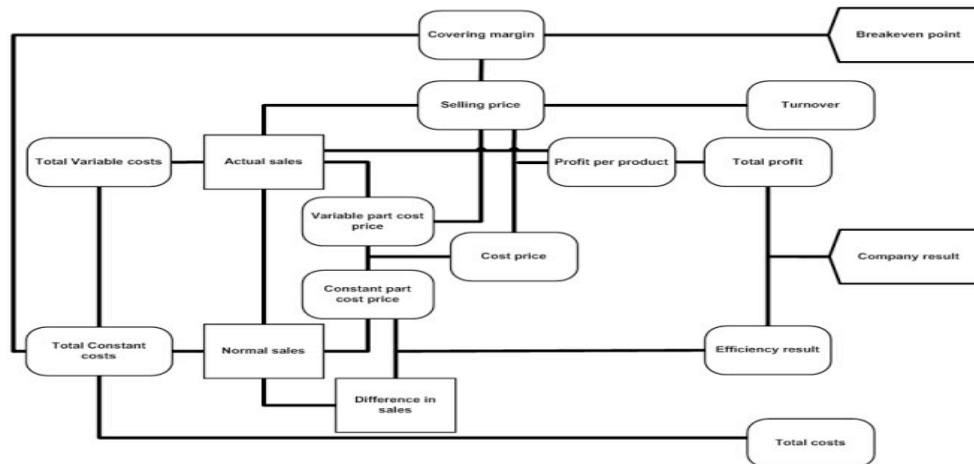 Covering margin
Breakeven point
Selling price
Turnover
Total Variable costs
Actual sales
Profit per product
Total profit
Variable part cost
price
Cost price
Company result
Constant part
cost price
Total Constant
costs
Normal sales
Efficiency result
Difference in
sales
Total costs